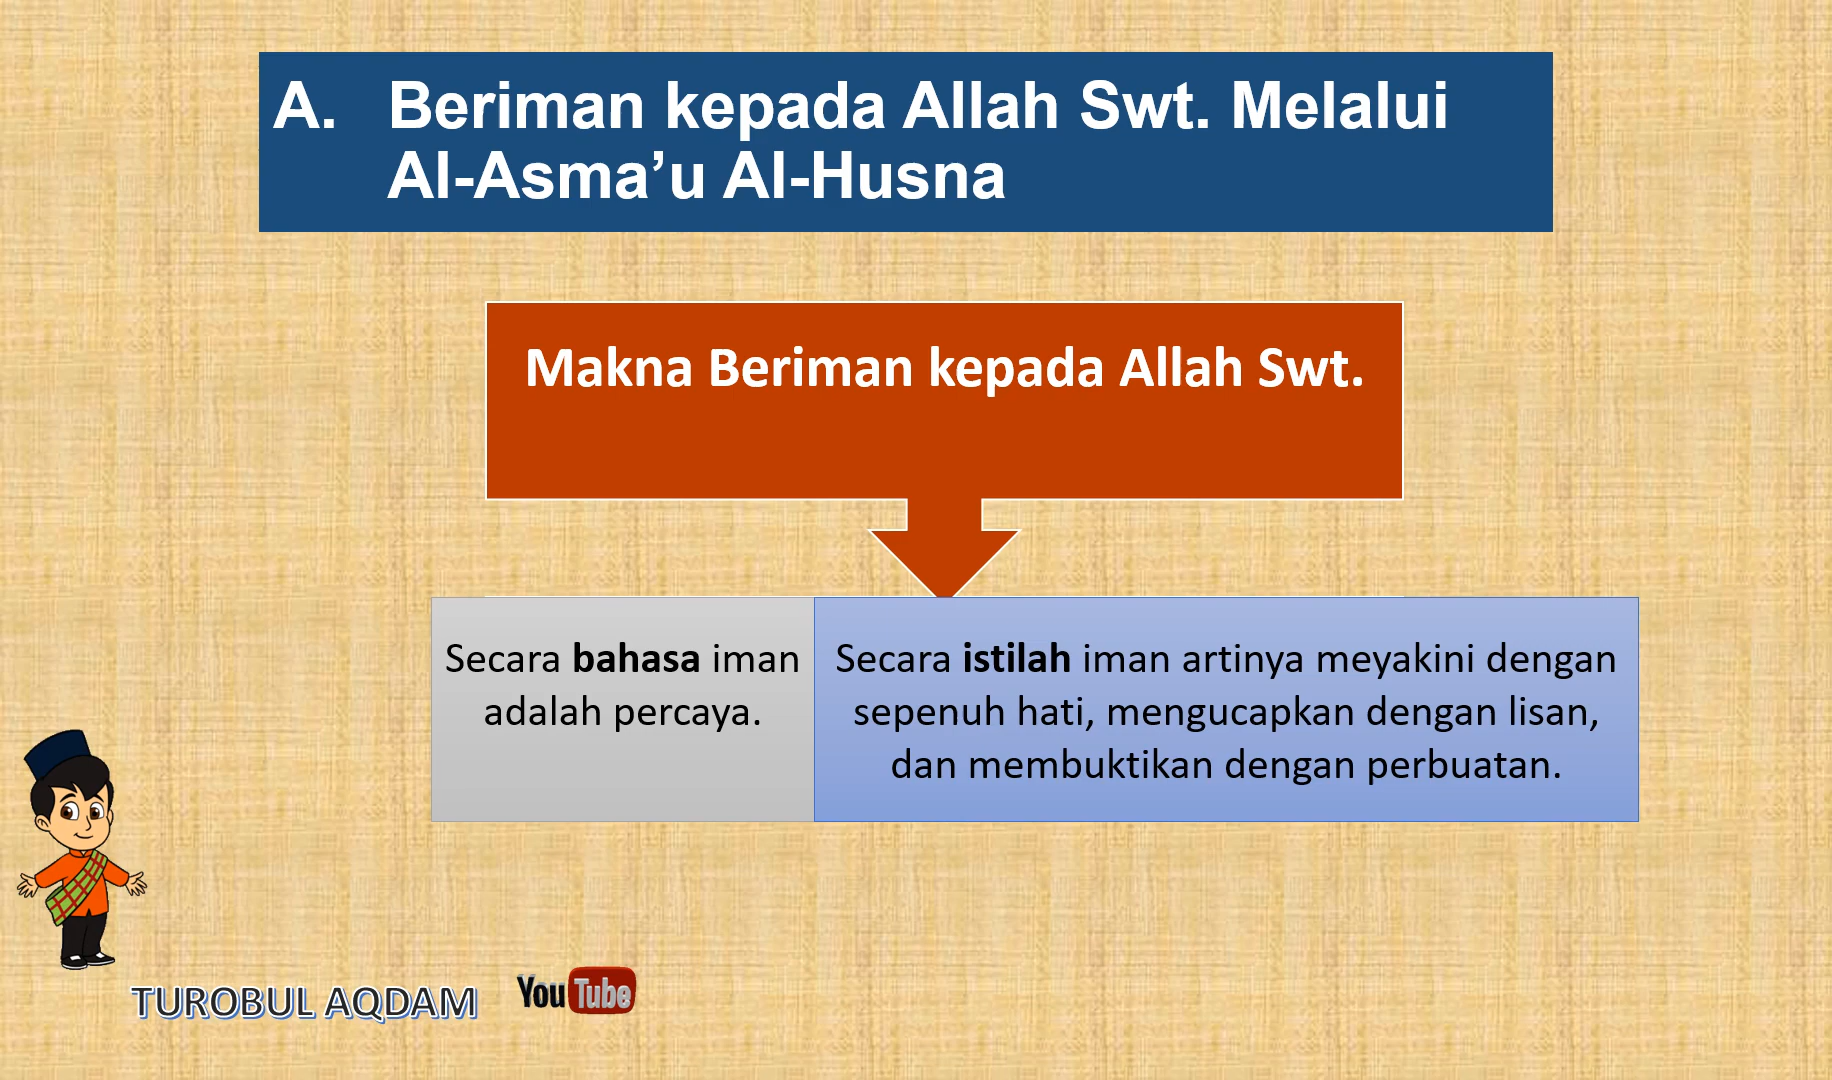 A. Beriman kepada Allah Swt. Melalui
Al-Asma’u Al-Husna
Makna Beriman kepada Allah Swt.
Secara bahasa iman
adalah percaya.
Secara istilah iman artinya meyakini dengan
sepenuh hati, mengucapkan dengan lisan,
dan membuktikan dengan perbuatan.
TUROBUL AQDAM
YouTube